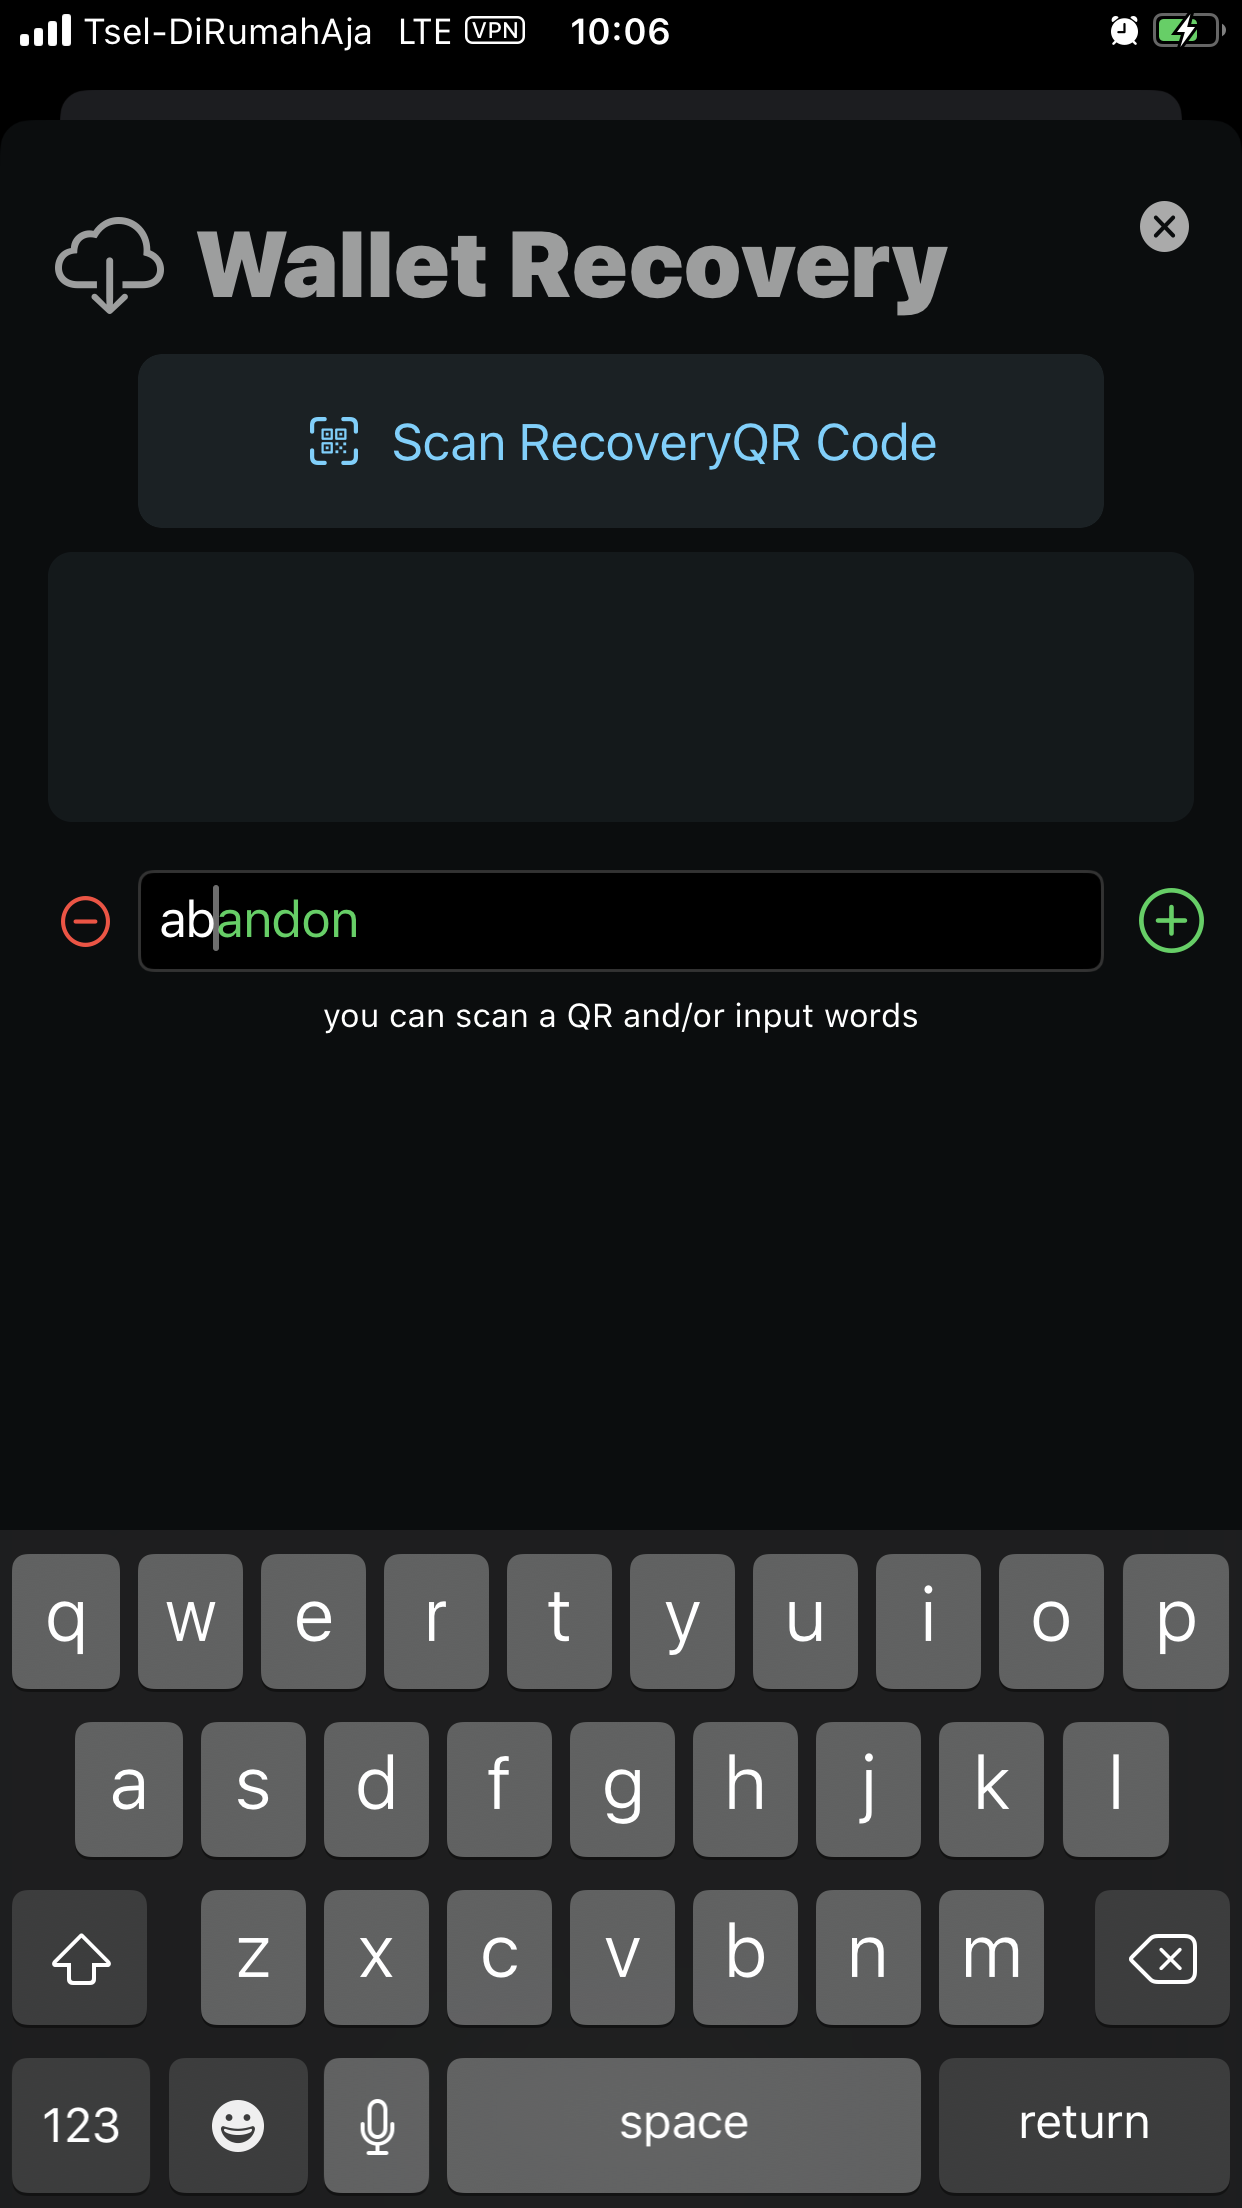 Tsel-DiRumahAja LTE VPN 10:06
Wallet Recovery
Scan RecoveryQR Code
abandon
you can scan a QR and/or input words
q w e r t y u i o p
a s d f g h j k l
z x c v b n m
123 space return